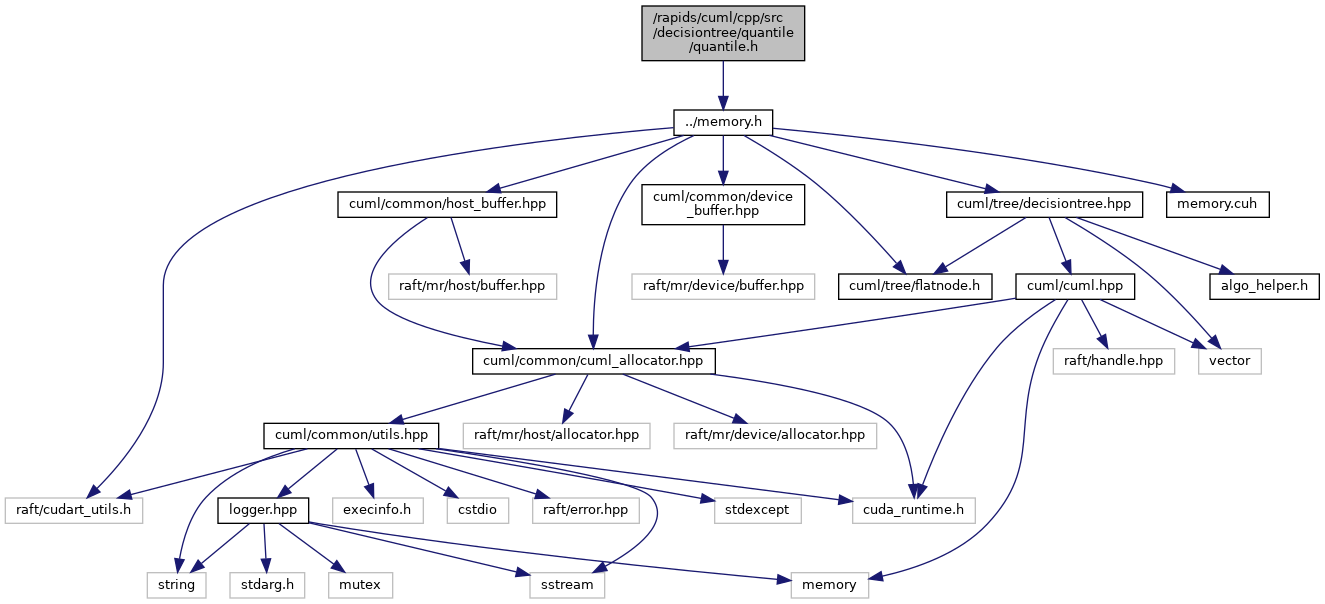 /rapids/cuml/cpp/src
/decisiontree/quantile
/quantile.h
../memory.h
cuml/common/host_buffer.hpp
cuml/common/device
_buffer.hpp
cuml/tree/decisiontree.hpp
memory.cuh
raft/mr/host/buffer.hpp
raft/mr/device/buffer.hpp
cuml/tree/flatnode.h
cuml/cuml.hpp
algo_helper.h
cuml/common/cuml_allocator.hpp
raft/handle.hpp
vector
cuml/common/utils.hpp
raft/mr/host/allocator.hpp
raft/mr/device/allocator.hpp
raft/cudart_utils.h
logger.hpp
execinfo.h
cstdio
raft/error.hpp
stdexcept
cuda_runtime.h
string
stdarg.h
mutex
sstream
memory